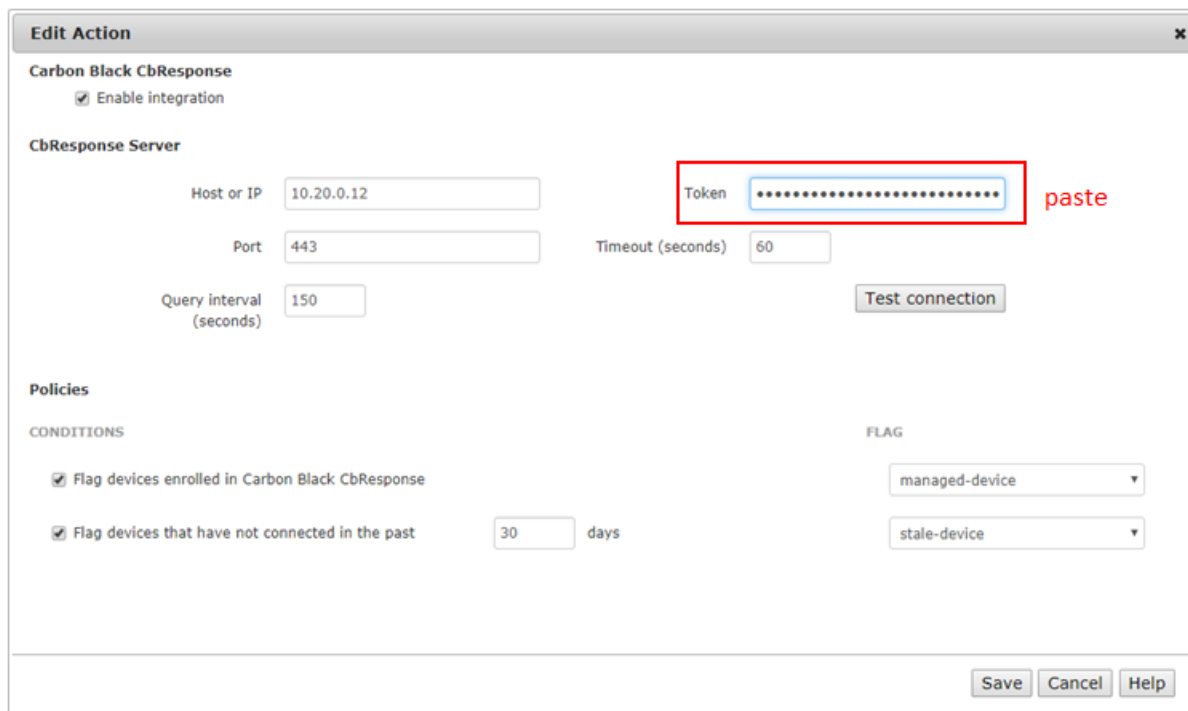 Edit Action
Carbon Black CbResponse
Enable integration
CbResponse Server
Host or IP 10.20.0.12 Token •••••••••••••••••••••••••••• paste
Port 443 Timeout (seconds) 60
Query interval 150 Test connection
(seconds)
Policies
CONDITIONS FLAG
Flag devices enrolled in Carbon Black CbResponse managed-device
Flag devices that have not connected in the past 30 days stale-device
Save Cancel Help